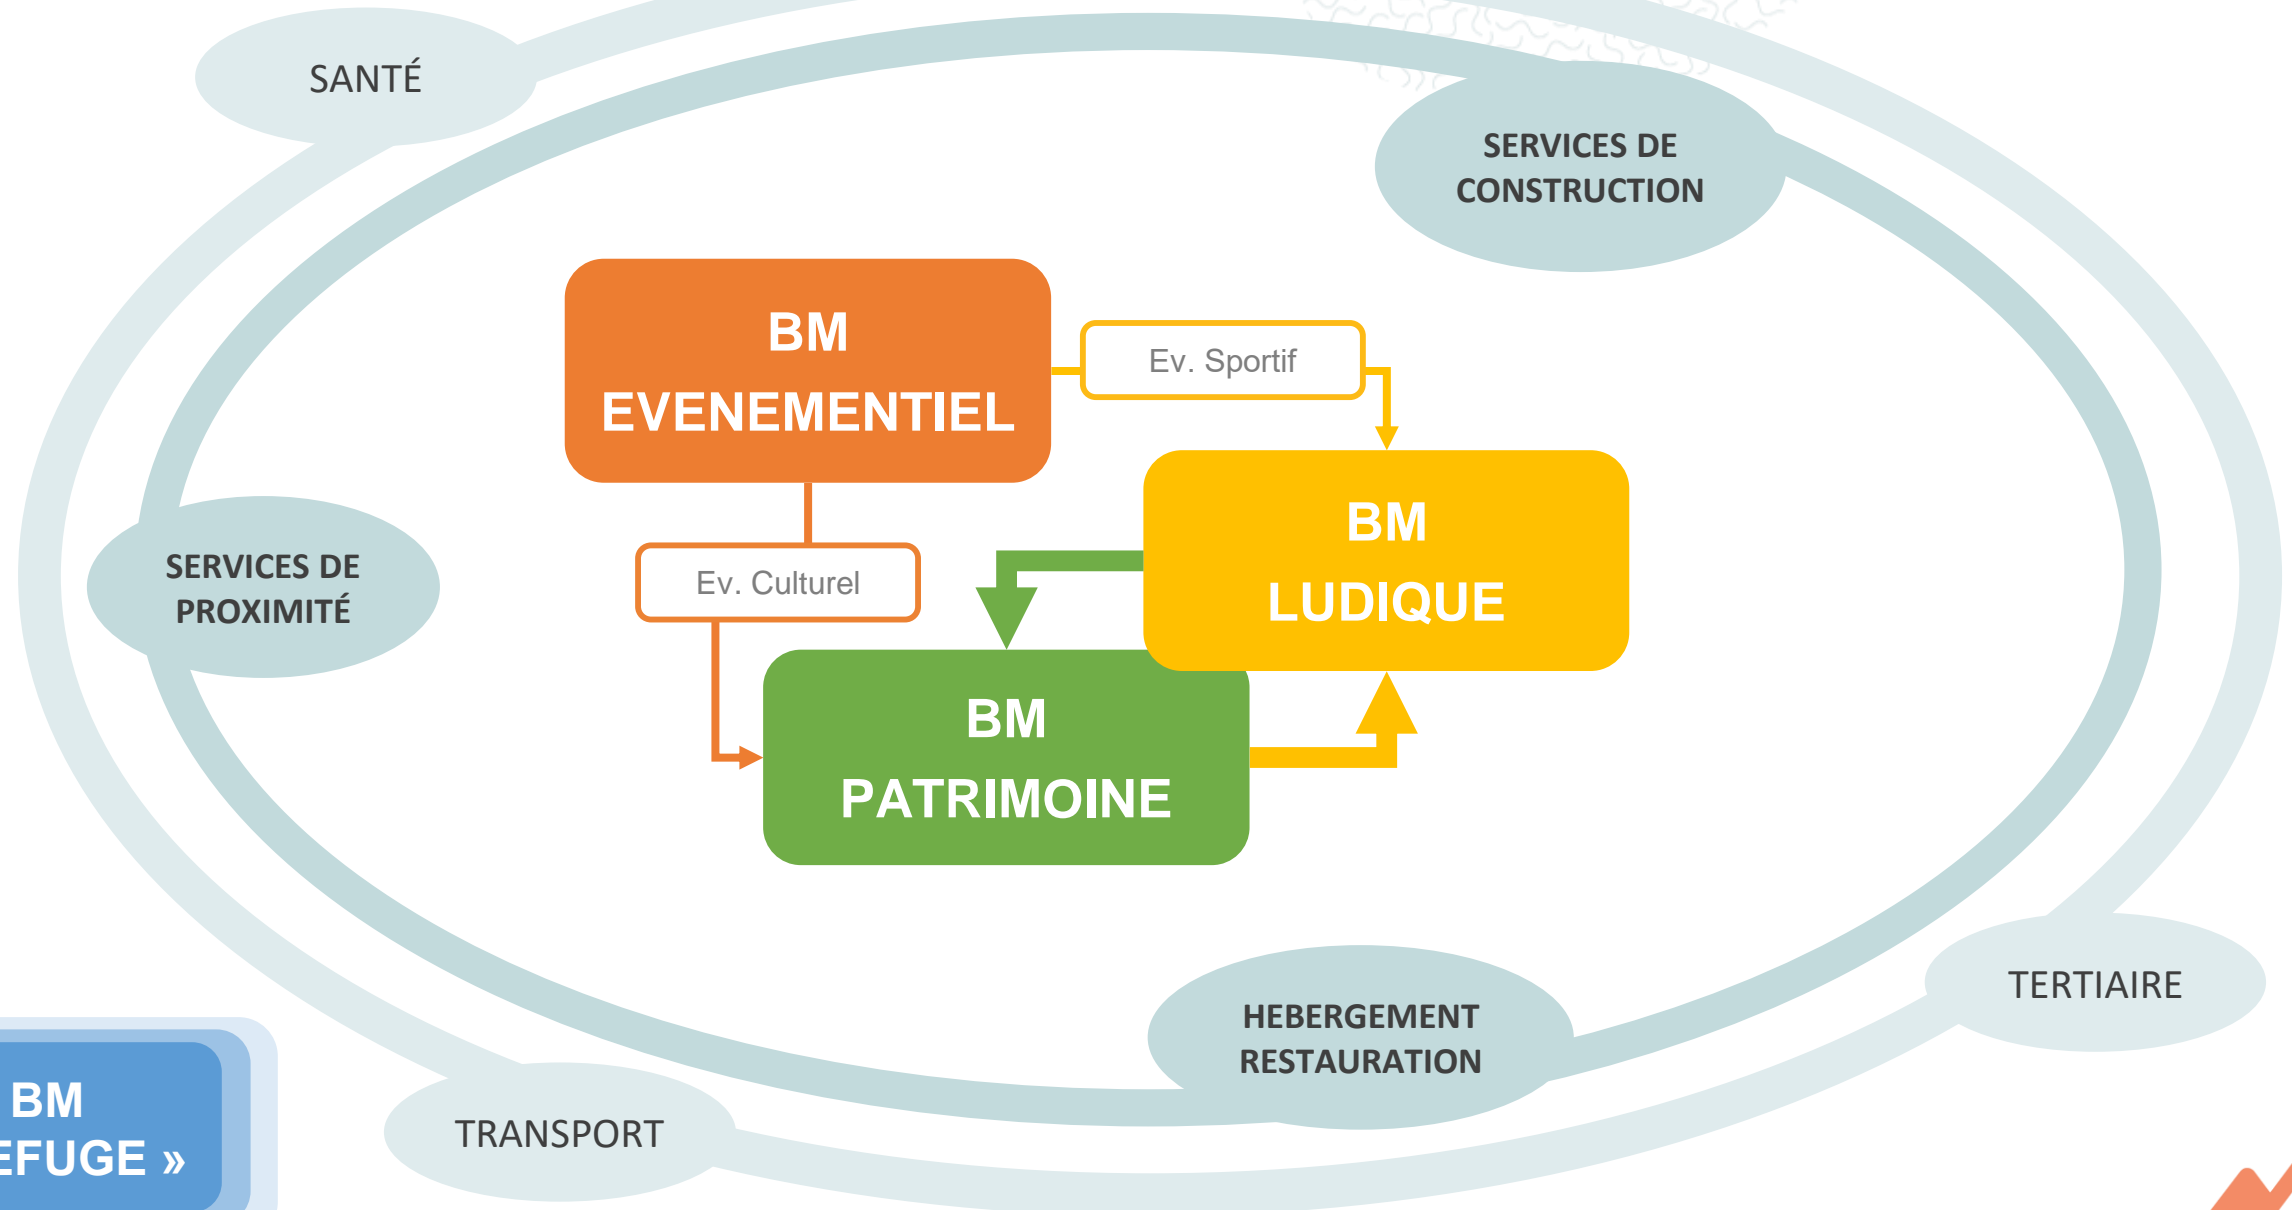 SANTÉ
SERVICES DE
CONSTRUCTION
BM
EVENEMENTIEL
Ev. Sportif
BM
LUDIQUE
SERVICES DE
PROXIMITÉ
Ev. Culturel
BM
PATRIMOINE
TERTIAIRE
HEBERGEMENT
RESTAURATION
TRANSPORT
BM
EFUGE »